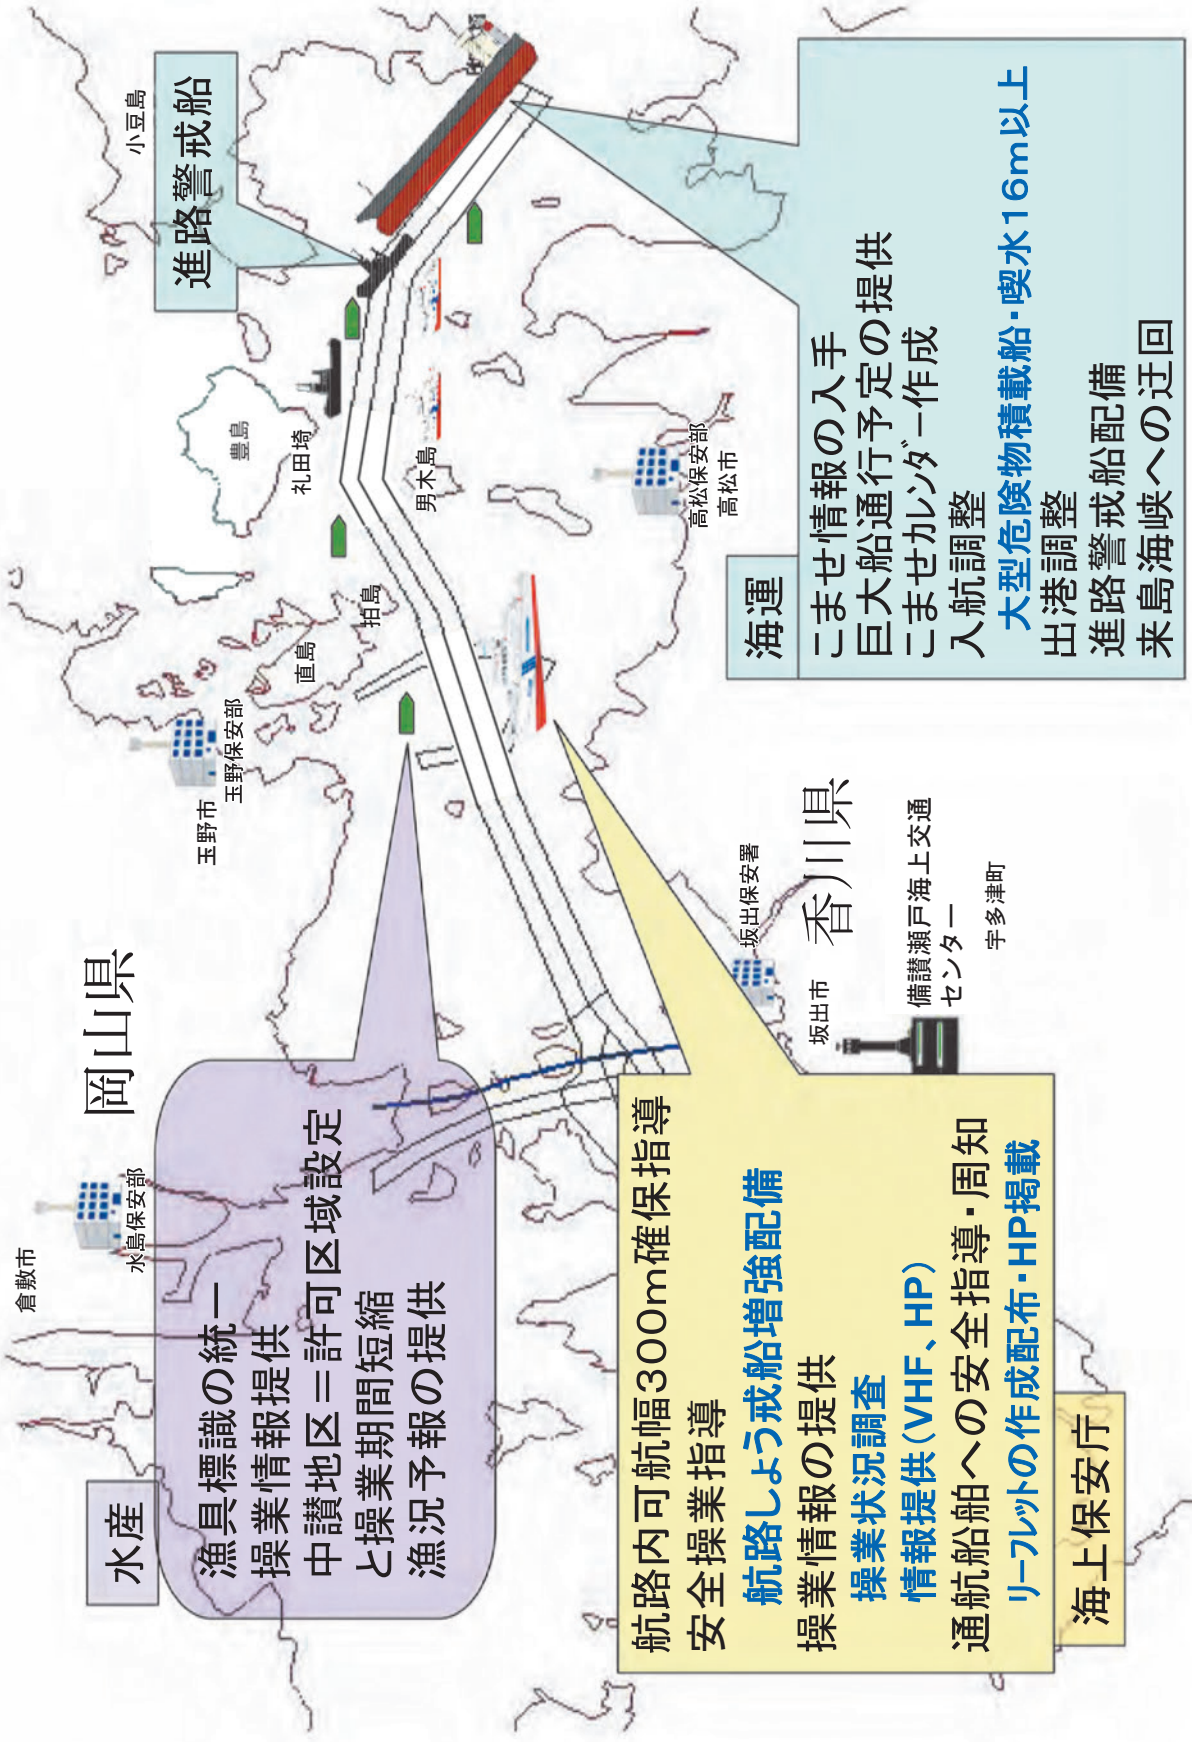 倉敷市
水島保安部
岡山県
玉野市
玉野保安部
直島
柏島
豊島
礼田埼
男木島
小豆島
進路警戒船
高松保安部
高松市
坂出保安署
坂出市
香川県
備讃瀬戸海上交通
センター
宇多津町
水産
漁具標識の統一
操業情報提供
中讃地区＝許可区域設定
と操業期間短縮
漁況予報の提供
航路内可航幅300m確保指導
安全操業指導
航路しょう戒船増強配備
操業情報の提供
操業状況調査
情報提供（VHF、HP）
通航船舶への安全指導・周知
リーフレットの作成配布・HP掲載
海上保安庁
海運
こませ情報の入手
巨大船通行予定の提供
こませカレンダー作成
入航調整
大型危険物積載船・喫水16m以上
出港調整
進路警戒船配備
来島海峡への迂回